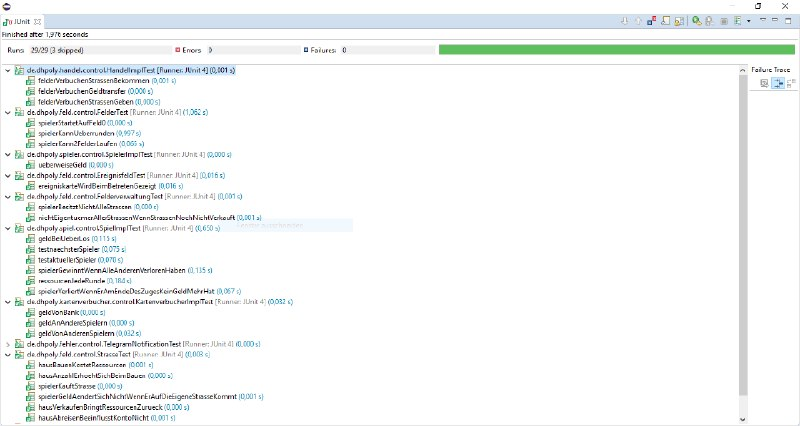 JUnit
Finished after 1,976 seconds
Runs: 29/29 (3 skipped) Errors: 0 Failures: 0
de.dhpoly.handel.control.HandelImplTest [Runner: JUnit 4] (0,001 s)
Failure Trace
felderVerbuchenStrassenBekommen (0,001 s)
felderVerbuchenGeldtransfer (0,000 s)
felderVerbuchenStrassenGeben (0,000 s)
de.dhpoly.feld.control.FelderTest [Runner: JUnit 4] (1,062 s)
spielerStartetAufFeld0 (0,000 s)
spielerKannUeberrunden (0,997 s)
spielerKann2FelderLaufen (0,065 s)
de.dhpoly.spieler.control.SpielerImplTest [Runner: JUnit 4] (0,000 s)
ueberweiseGeld (0,000 s)
de.dhpoly.feld.control.EreignisfeldTest [Runner: JUnit 4] (0,016 s)
ereigniskarteWirdBeimBetretenGezeigt (0,016 s)
de.dhpoly.feld.control.FelderverwaltungTest [Runner: JUnit 4] (0,001 s)
spielerBesitztNichtAlleStrassen (0,000 s)
nichtEigentuemerAllerStrassenWennStrassenNochNichtVerkauft (0,001 s)
de.dhpoly.spiel.control.SpielImplTest [Runner: JUnit 4] (0,650 s)
geldBeiUeberLos (0,115 s)
testnaechsterSpieler (0,075 s)
testaktuellerSpieler (0,070 s)
spielerGewinntWennAlleAnderenVerlorenHaben (0,135 s)
ressourcenJedeRunde (0,184 s)
spielerVerliertWennErAmEndeDesZugesKeinGeldMehrHat (0,067 s)
de.dhpoly.kartenverbucher.control.KartenverbucherImplTest [Runner: JUnit 4] (0,032 s)
geldVonBank (0,000 s)
geldAnAndereSpielern (0,000 s)
geldVonAnderenSpielern (0,032 s)
de.dhpoly.fehler.control.TelegramNotificationTest [Runner: JUnit 4] (0,000 s)
de.dhpoly.feld.control.StrasseTest [Runner: JUnit 4] (0,003 s)
hausBauenKostetRessourcen (0,001 s)
hausAnzahlErhoehtSichBeimBauen (0,000 s)
spielerKauftStrasse (0,000 s)
spielerGeldAendertSichNichtWennErAufDieEigeneStrasseKommt (0,001 s)
hausVerkaufenBringtRessourcenZurueck (0,000 s)
hausAbreisenBeeinflusstKontoNicht (0,001 s)